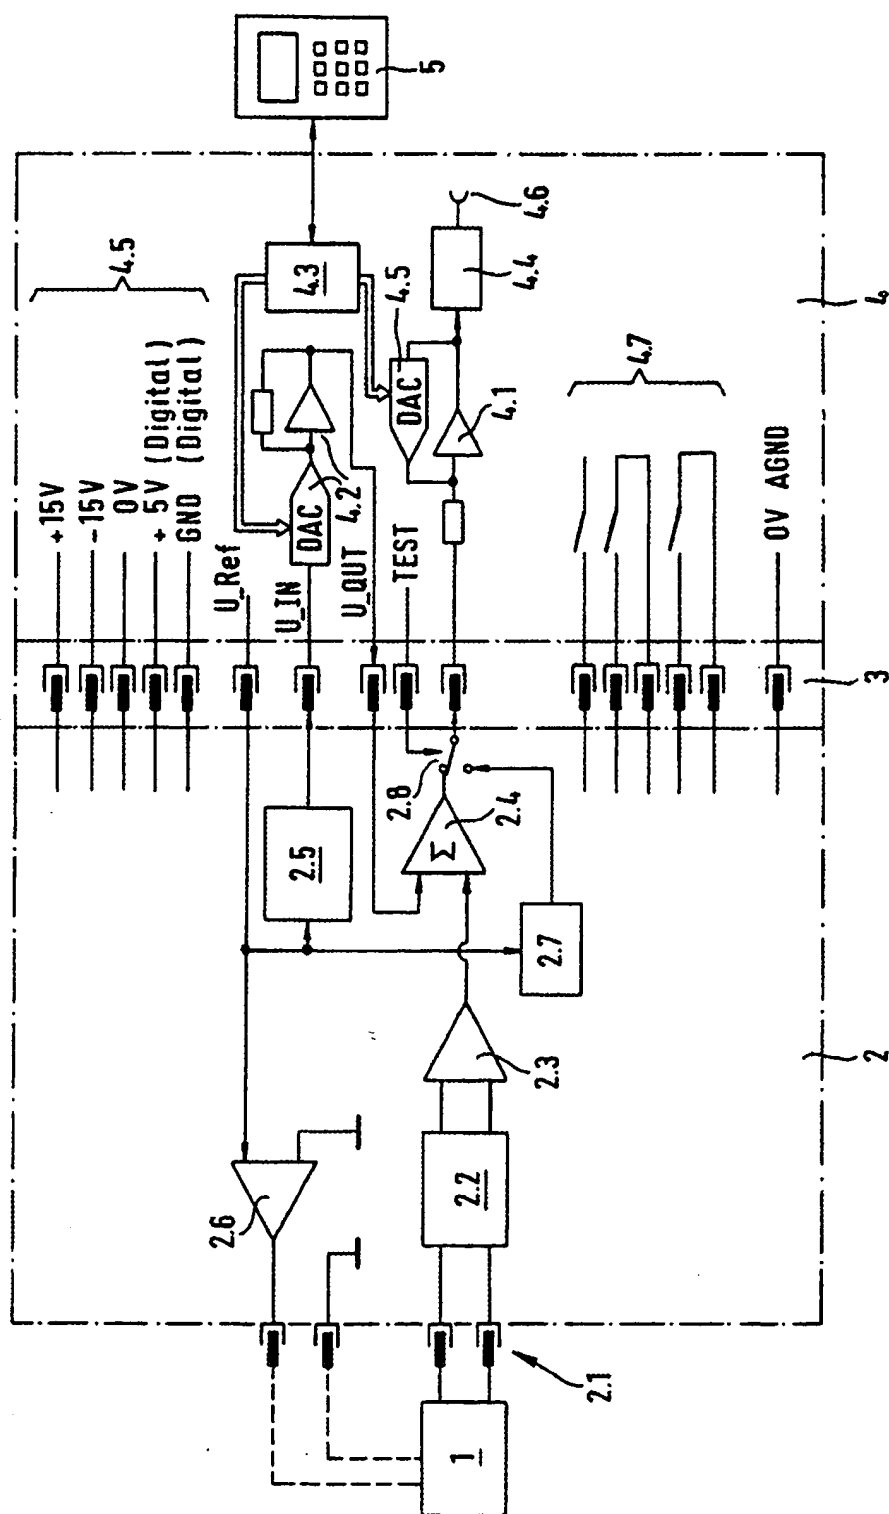 5
4.5
+15V
-15V
0V
+5V (Digital)
GND (Digital)
U_Ref
U_IN
U_OUT
TEST
DAC
4.2
4.3
DAC
4.5
4.1
4.4
4.6
4.7
0V AGND
4
3
2.5
2.8
Σ
2.4
2.7
2.3
2.2
2.6
2
1
2.1